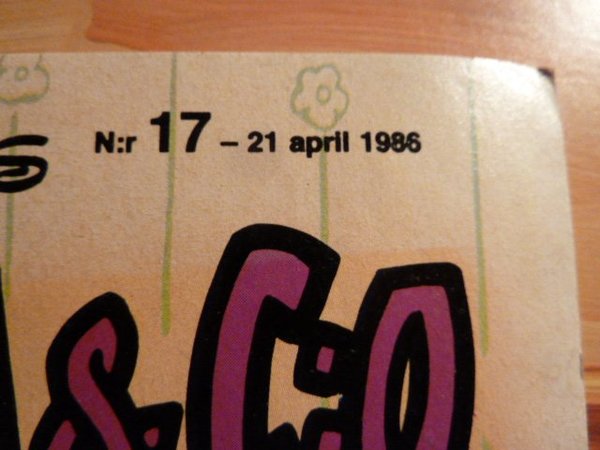 N:r 17 – 21 april 1986
& C:O